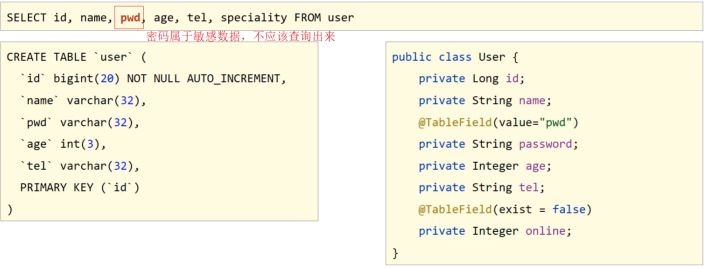 SELECT id, name, pwd, age, tel, speciality FROM user
密码属于敏感数据，不应该查询出来
CREATE TABLE `user` (
`id` bigint(20) NOT NULL AUTO_INCREMENT,
`name` varchar(32),
`pwd` varchar(32),
`age` int(3),
`tel` varchar(32),
PRIMARY KEY (`id`)
)
public class User {
private Long id;
private String name;
@TableField(value="pwd")
private String password;
private Integer age;
private String tel;
@TableField(exist = false)
private Integer online;
}